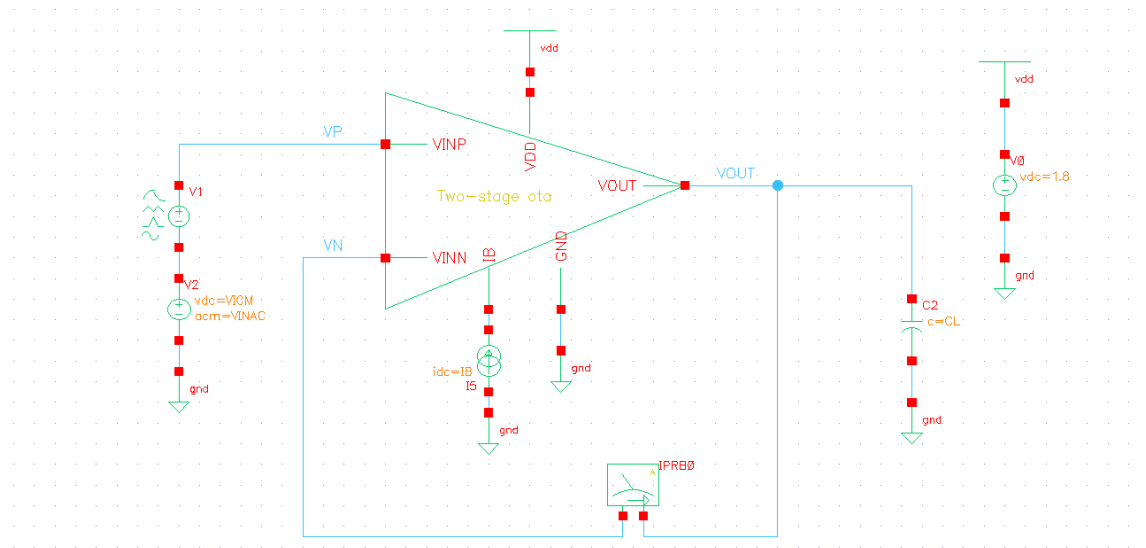 vdd
vdd
VP
VINP
VDD
V0
vdc=1.8
V1
VOUT
VOUT
Two-stage ota
VN
VINN
IB
GND
gnd
V2
vdc=VICM
acm=VINAC
C2
c=CL
idc=IB
I5
gnd
gnd
gnd
gnd
IPRB0
A